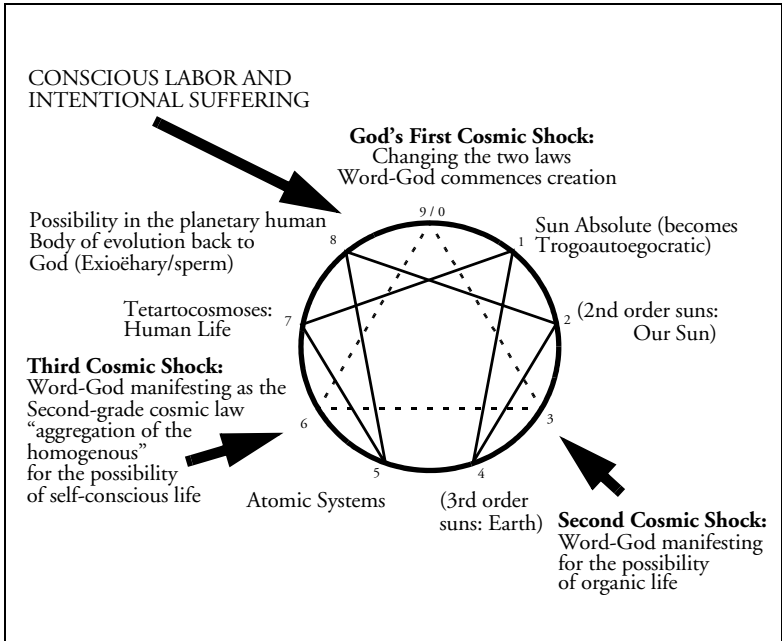 CONSCIOUS LABOR AND
INTENTIONAL SUFFERING
God's First Cosmic Shock:
Changing the two laws
Word-God commences creation
9 / 0
Possibility in the planetary human
Body of evolution back to
God (Exioëhary/sperm)
8
1
Sun Absolute (becomes
Trogoautoegocratic)
Tetartocosmoses:
Human Life
7
2
(2nd order suns:
Our Sun)
Third Cosmic Shock:
Word-God manifesting as the
Second-grade cosmic law
“aggregation of the
homogenous”
for the possibility
of self-conscious life
6
3
5
4
Atomic Systems
(3rd order
suns: Earth)
Second Cosmic Shock:
Word-God manifesting
for the possibility
of organic life